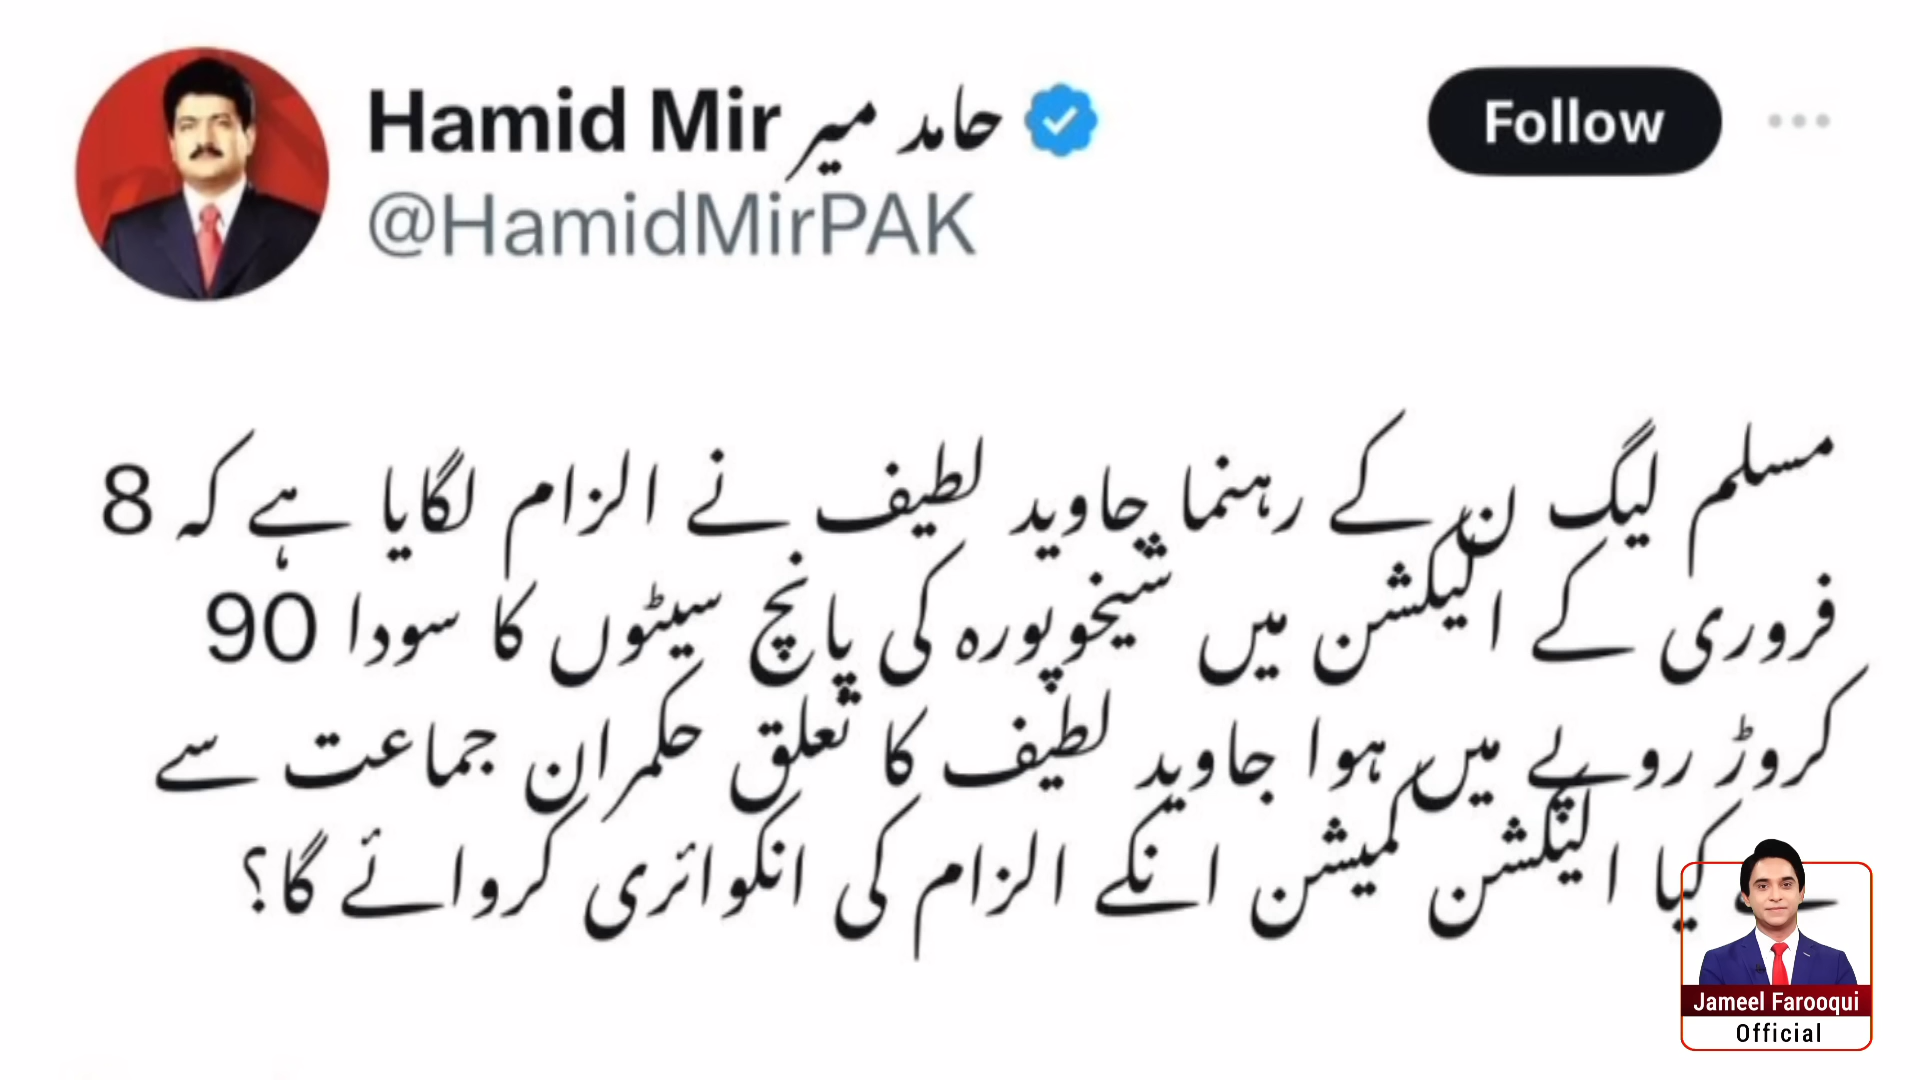 Hamid Mir حامد میر
Follow
@HamidMirPAK
مسلم لیگ ن کے رہنما جاوید لطیف نے الزام لگایا ہے کہ 8
فروری کے الیکشن میں شیخوپورہ کی پانچ سیٹوں کا سودا 90
کروڑ روپے میں ہوا جاوید لطیف کا تعلق حکمران جماعت سے
ہے کیا الیکشن کمیشن انکے الزام کی انکوائری کروائے گا؟
Jameel Farooqui
Official